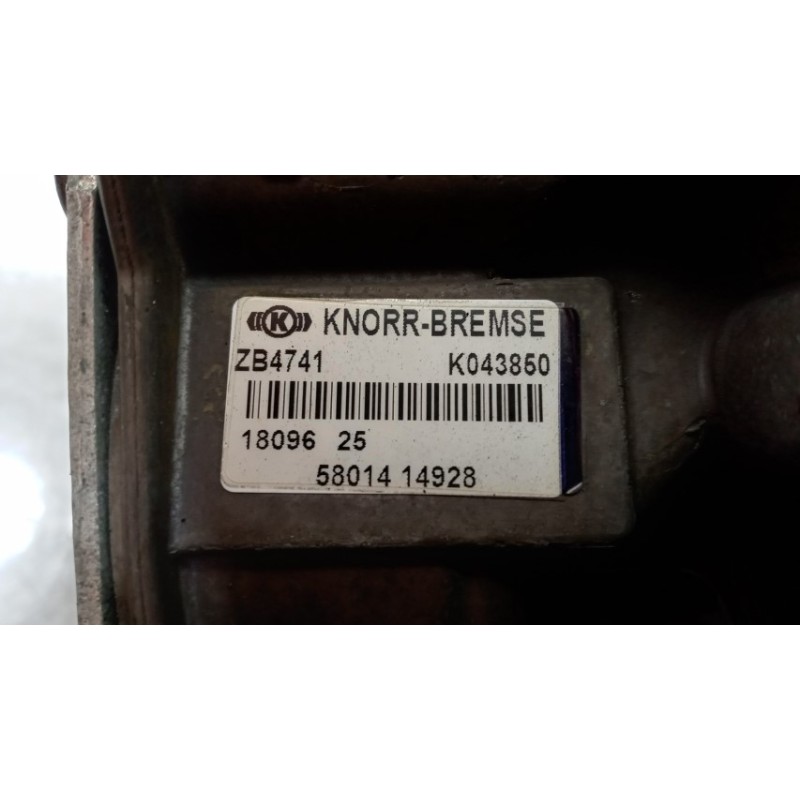 K KNORR-BREMSE
ZB4741 K043850
18096 25
58014 14928